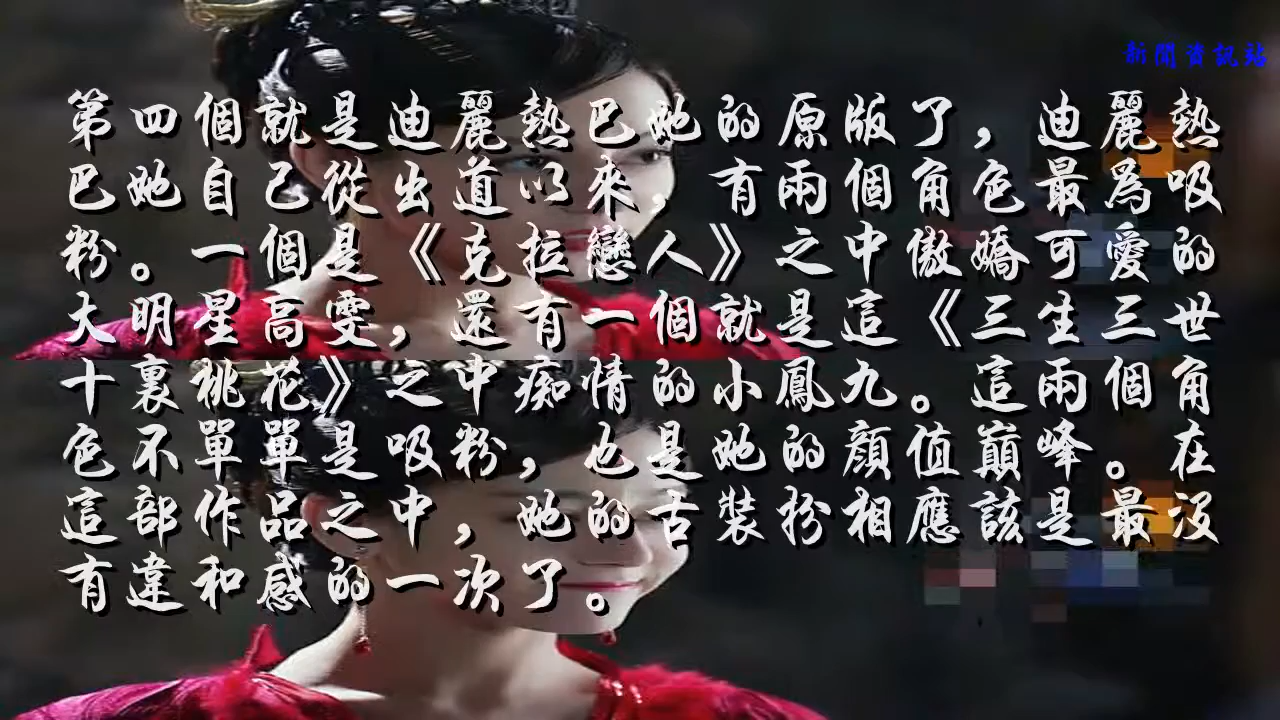 新聞資訊站
第四個就是迪麗熱巴她的原版了，迪麗熱
巴她自己從出道以來，有兩個角色最爲吸
粉。一個是《克拉戀人》之中傲嬌可愛的
大明星高雯，還有一個就是這《三生三世
十裏桃花》之中痴情的小鳳九。這兩個角
色不單單是吸粉，也是她的顔值巔峰。在
這部作品之中，她的古裝扮相應該是最沒
有違和感的一次了。